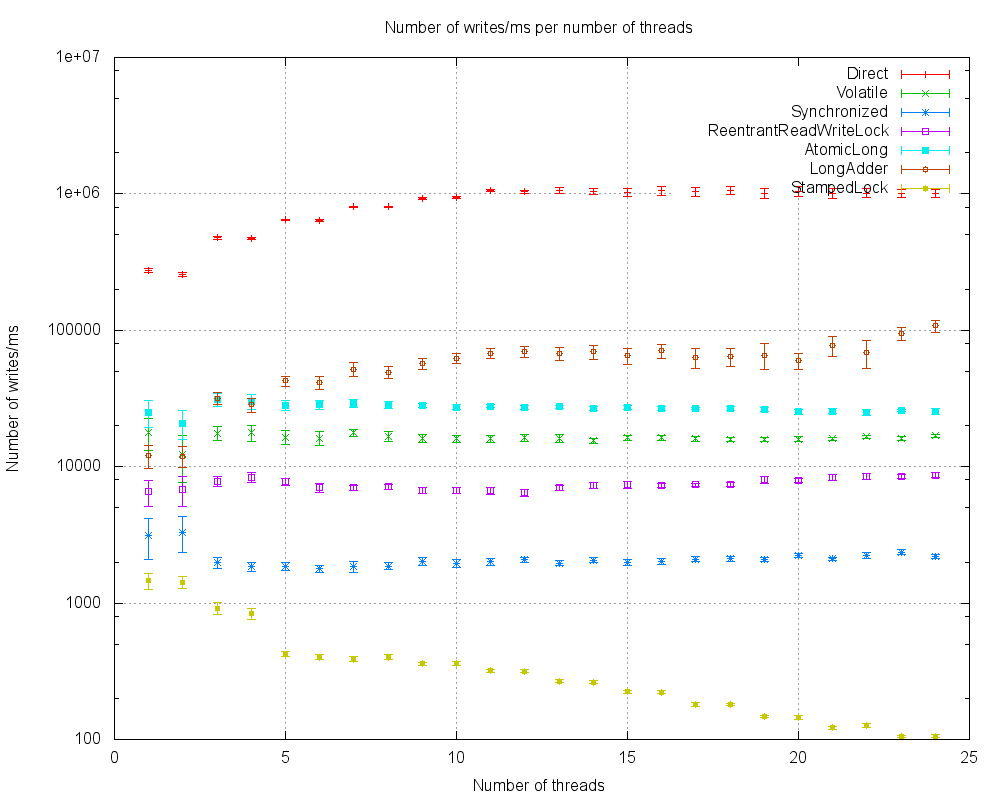 Number of writes/ms per number of threads
1e+07
1e+06
100000
10000
1000
100
Number of writes/ms
Direct
Volatile
Synchronized
ReentrantReadWriteLock
AtomicLong
LongAdder
StampedLock
0 5 10 15 20 25
Number of threads